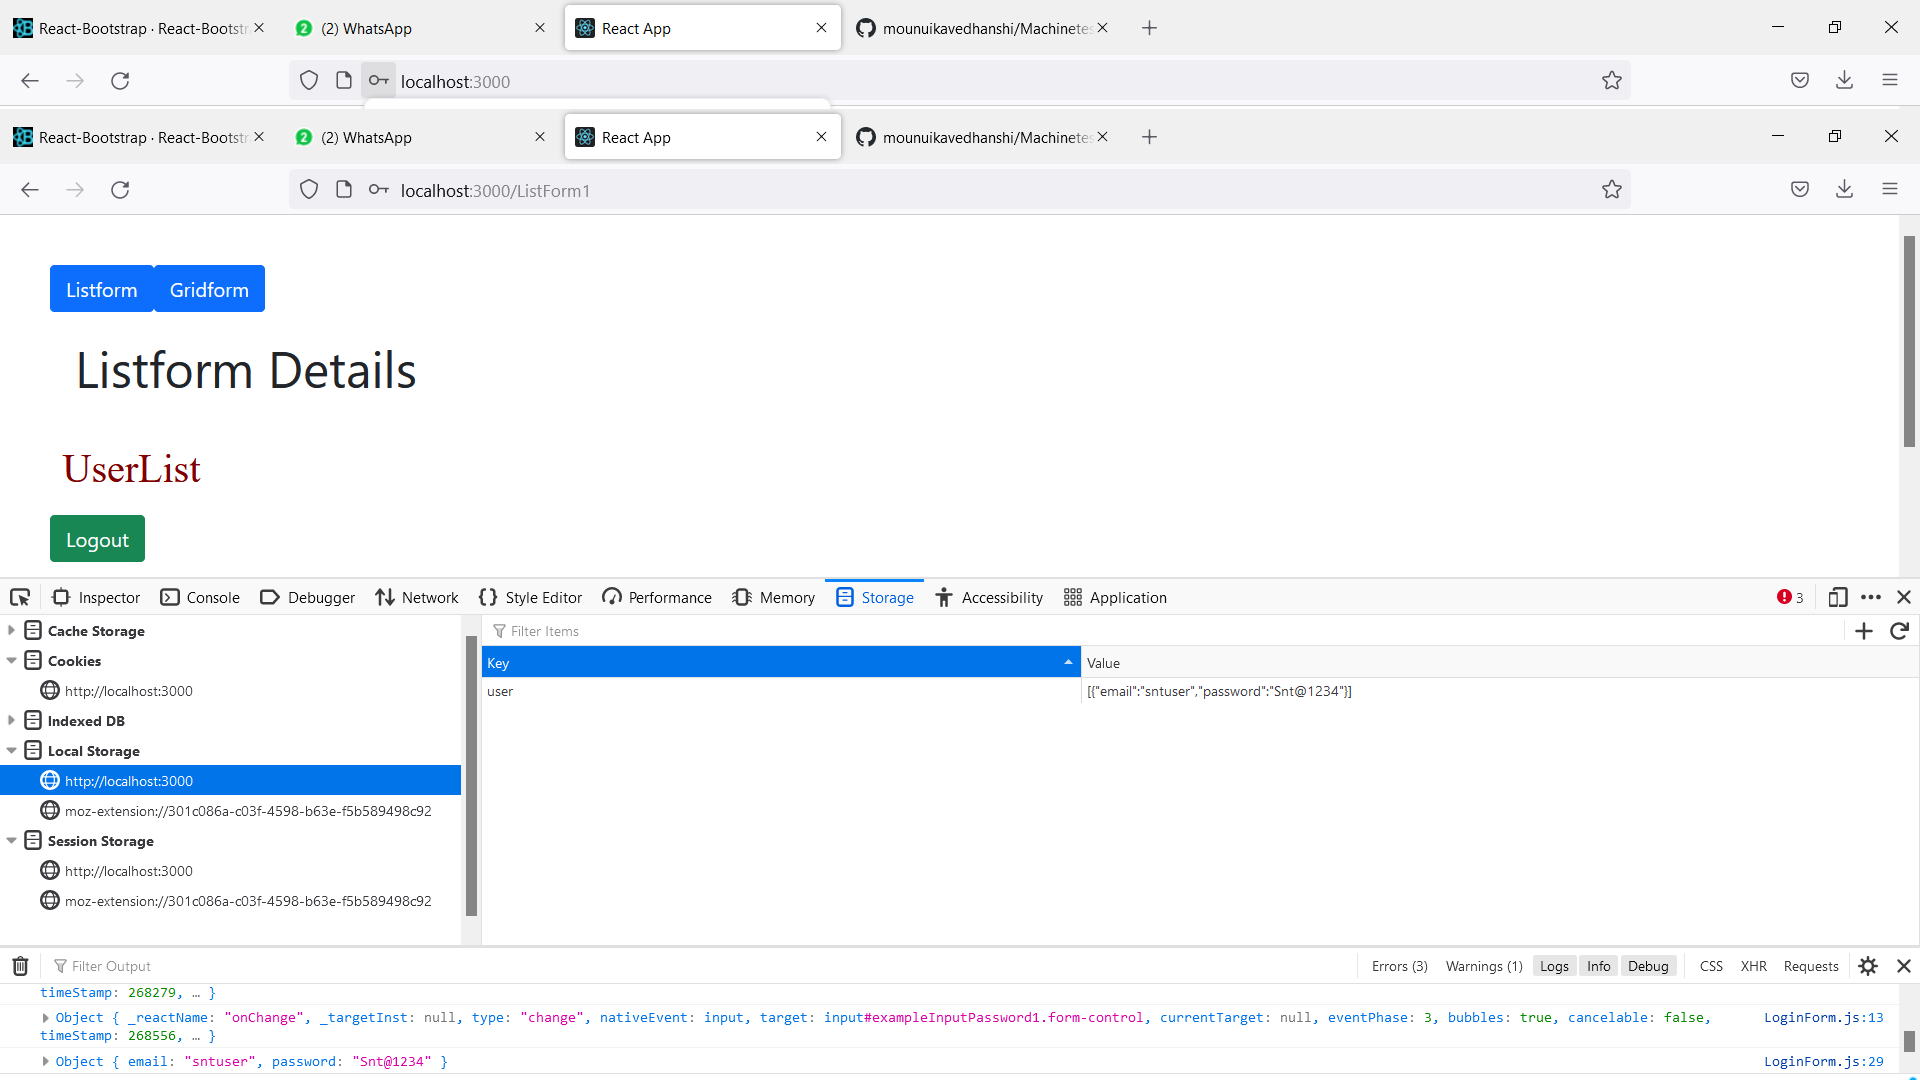 React-Bootstrap · React-Bootstr
(2) WhatsApp
React App
mounuikavedhanshi/Machinetes
localhost:3000
React-Bootstrap · React-Bootstr
(2) WhatsApp
React App
mounuikavedhanshi/Machinetes
localhost:3000/ListForm1
Listform Gridform
Listform Details
UserList
Logout
Inspector Console Debugger Network Style Editor Performance Memory Storage Accessibility Application 3
Cache Storage
Cookies
http://localhost:3000
Indexed DB
Local Storage
http://localhost:3000
moz-extension://301c086a-c03f-4598-b63e-f5b589498c92
Session Storage
http://localhost:3000
moz-extension://301c086a-c03f-4598-b63e-f5b589498c92
Filter Items
Key Value
user [{"email":"sntuser","password":"Snt@1234"}]
Filter Output Errors (3) Warnings (1) Logs Info Debug CSS XHR Requests
timeStamp: 268279, … }
Object { _reactName: "onChange", _targetInst: null, type: "change", nativeEvent: input, target: input#exampleInputPassword1.form-control, currentTarget: null, eventPhase: 3, bubbles: true, cancelable: false, LoginForm.js:13
timeStamp: 268556, … }
Object { email: "sntuser", password: "Snt@1234" } LoginForm.js:29